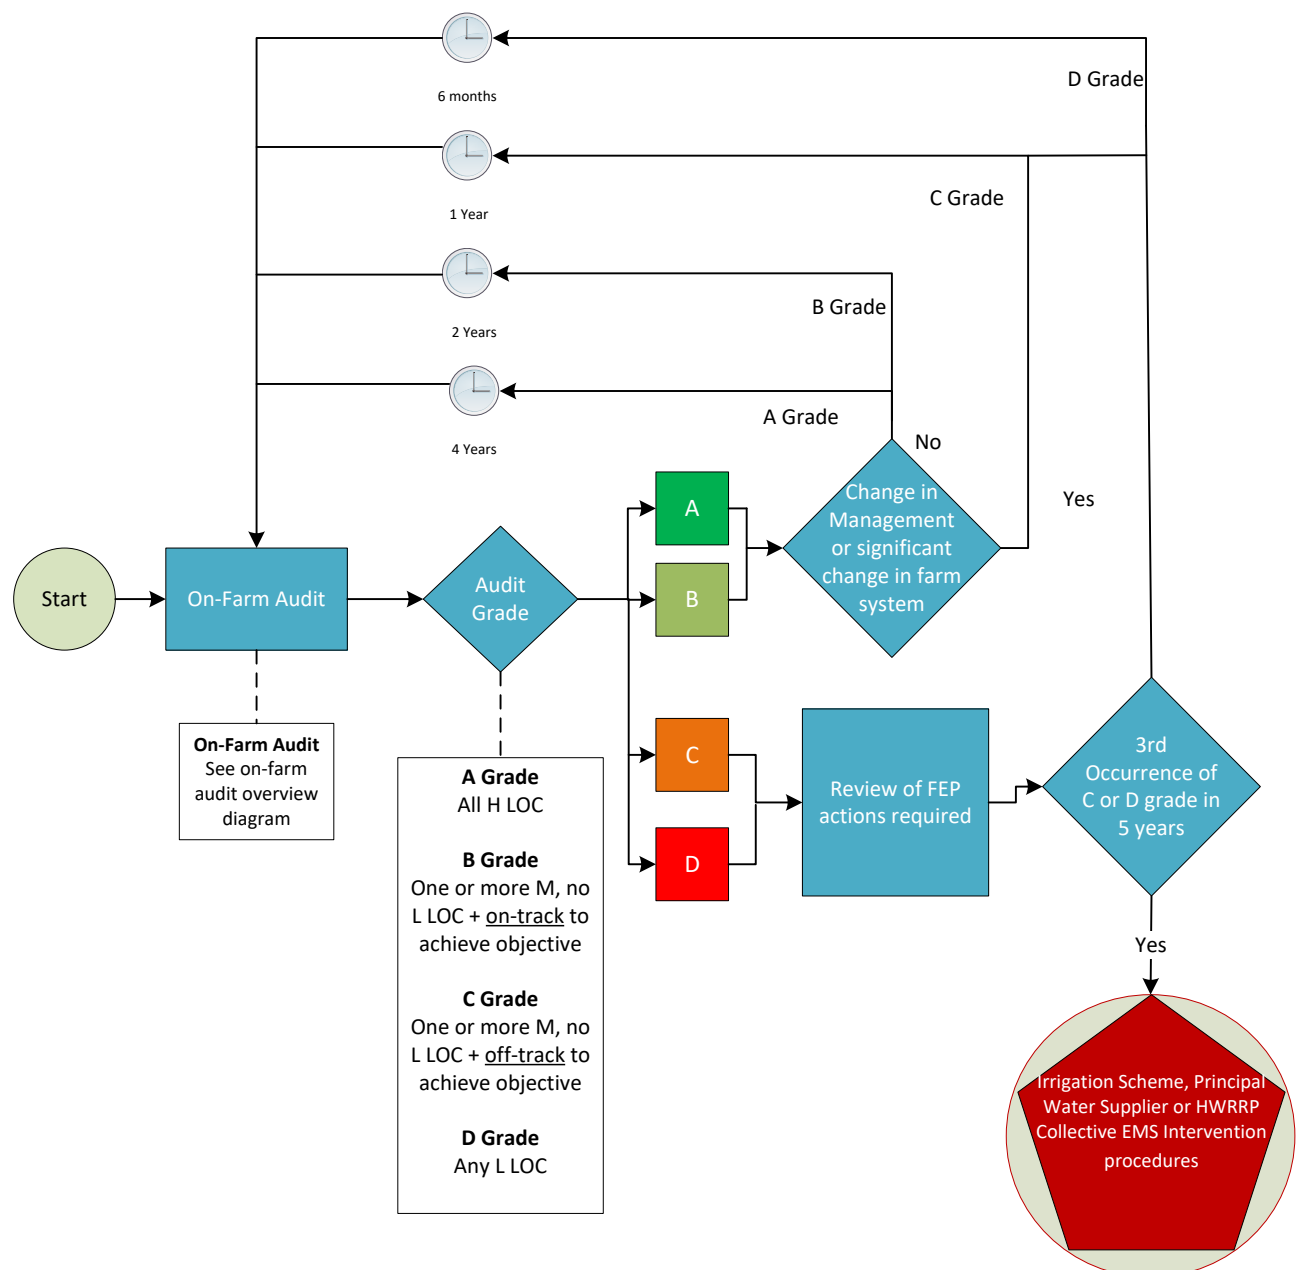 6 months
D Grade
1 Year
C Grade
2 Years
B Grade
4 Years
A Grade
No
Yes
Start
On-Farm Audit
Audit
Grade
A
B
Change in
Management
or significant
change in farm
system
On-Farm Audit
See on-farm
audit overview
diagram
A Grade
All H LOC
B Grade
One or more M, no
L LOC + on-track to
achieve objective
C Grade
One or more M, no
L LOC + off-track to
achieve objective
D Grade
Any L LOC
C
D
Review of FEP
actions required
3rd
Occurrence of
C or D grade in
5 years
Yes
Irrigation Scheme, Principal
Water Supplier or HWRRP
Collective EMS Intervention
procedures